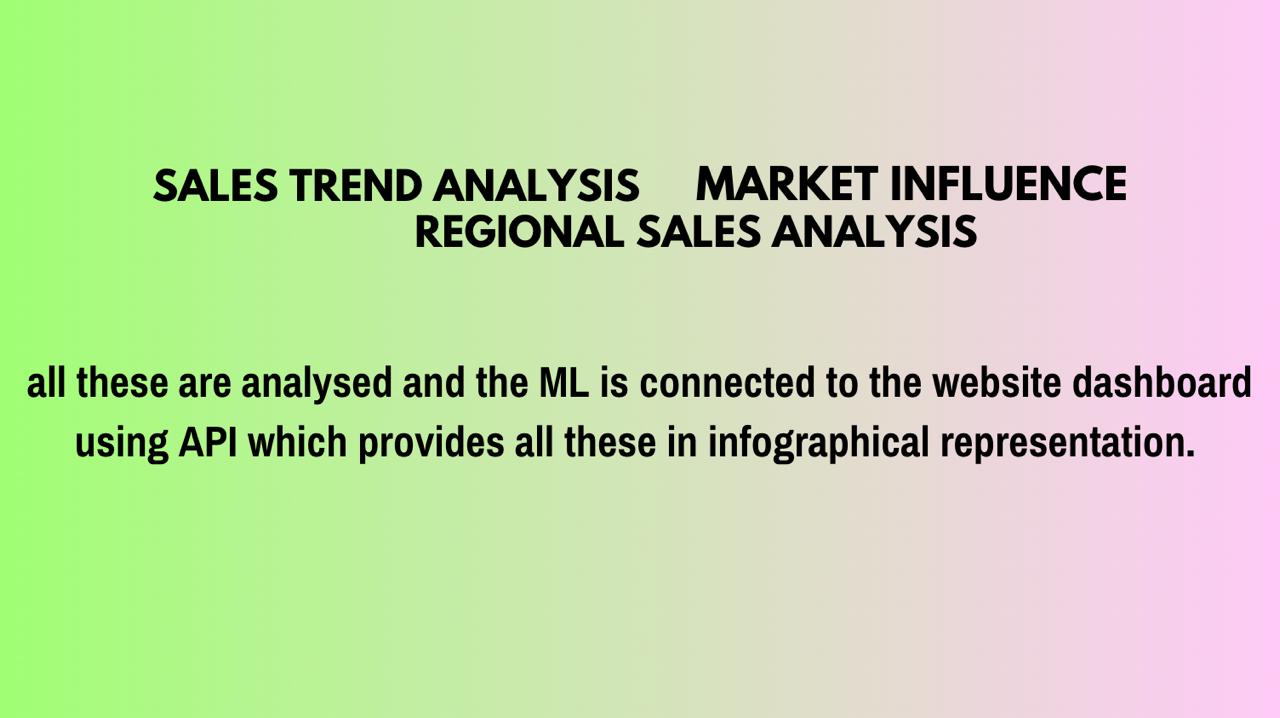 SALES TREND ANALYSIS MARKET INFLUENCE
REGIONAL SALES ANALYSIS
all these are analysed and the ML is connected to the website dashboard
using API which provides all these in infographical representation.